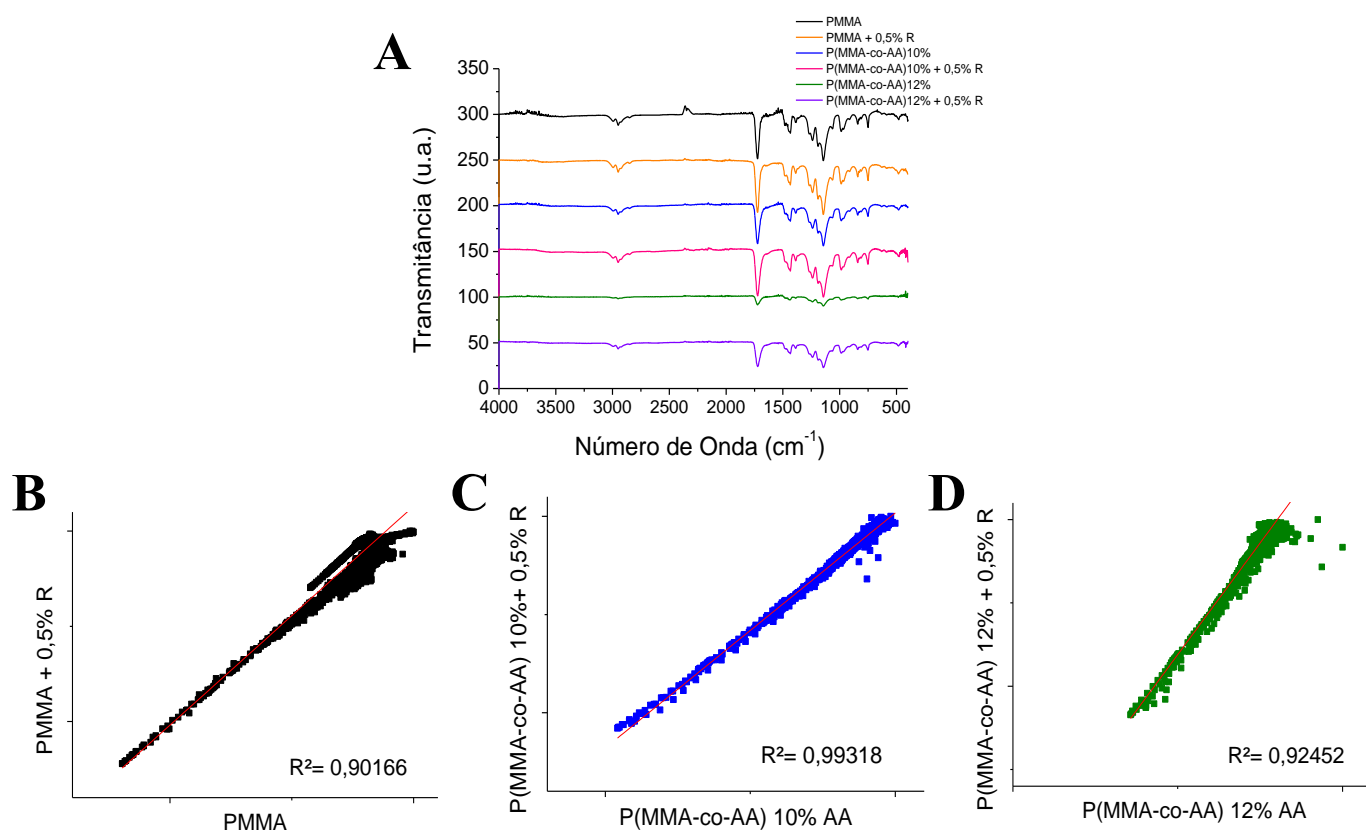 PMMA
PMMA + 0,5% R
P(MMA-co-AA)10%
P(MMA-co-AA)10% + 0,5% R
P(MMA-co-AA)12%
P(MMA-co-AA)12% + 0,5% R
A
Transmitância (u.a.)
350
300
250
200
150
100
50
0
4000 3000 2500 2000 1500 1000 500
Número de Onda (cm⁻¹)
B
PMMA + 0,5% R
R²= 0,90166
PMMA
C
P(MMA-co-AA) 10%+ 0,5% R
R²= 0,99318
P(MMA-co-AA) 10% AA
D
P(MMA-co-AA) 12% + 0,5% R
R²= 0,92452
P(MMA-co-AA) 12% AA